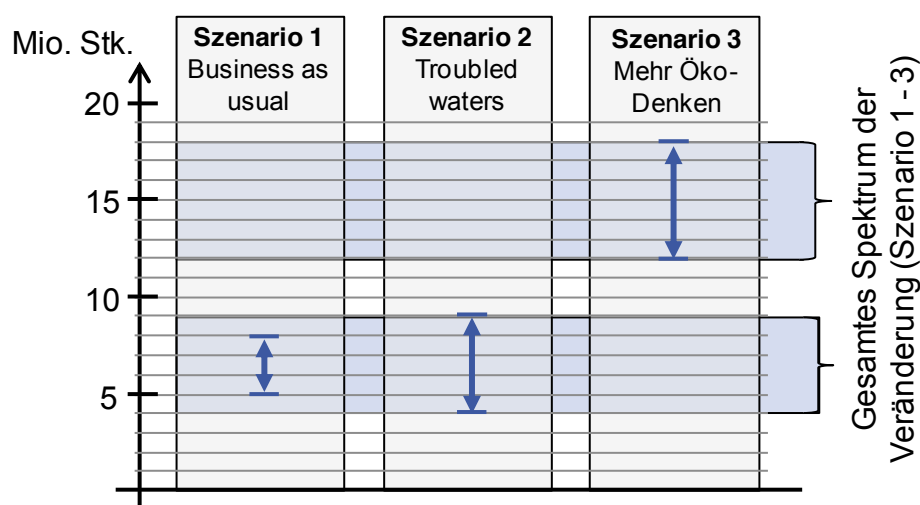 Mio. Stk.
Szenario 1
Business as
usual
Szenario 2
Troubled
waters
Szenario 3
Mehr Öko-
Denken
20
15
10
5
Gesamtes Spektrum der
Veränderung (Szenario 1 - 3)